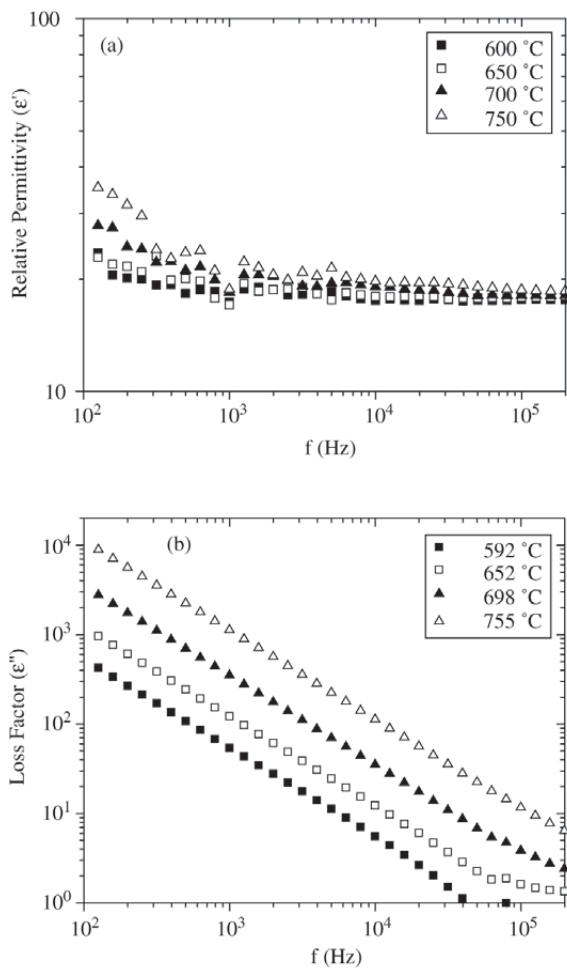 (a)
100
10
Relative Permittivity (ε')
600 °C
650 °C
700 °C
750 °C
10² 10³ 10⁴ 10⁵
f (Hz)
(b)
10⁴
10³
10²
10¹
10⁰
Loss Factor (ε")
592 °C
652 °C
698 °C
755 °C
10² 10³ 10⁴ 10⁵
f (Hz)